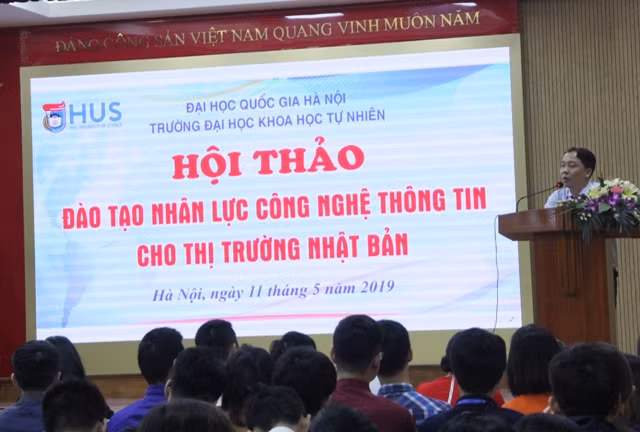 ĐẢNG CỘNG SẢN VIỆT NAM QUANG VINH MUÔN NĂM
HUS
ĐẠI HỌC QUỐC GIA HÀ NỘI
TRƯỜNG ĐẠI HỌC KHOA HỌC TỰ NHIÊN
HỘI THẢO
ĐÀO TẠO NHÂN LỰC CÔNG NGHỆ THÔNG TIN
CHO THỊ TRƯỜNG NHẬT BẢN
Hà Nội, ngày 11 tháng 5 năm 2019